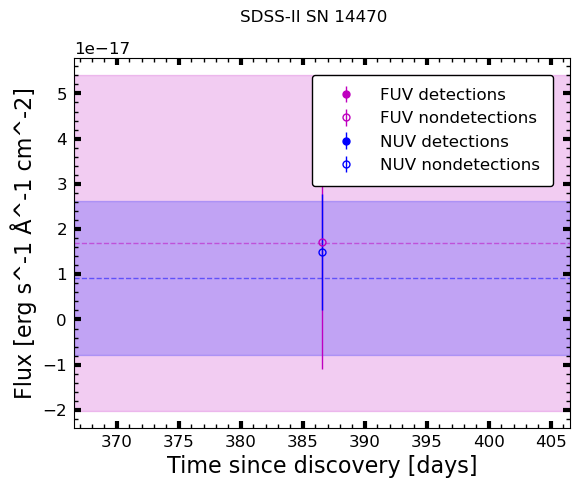 SDSS-II SN 14470
1e−17
FUV detections
FUV nondetections
NUV detections
NUV nondetections
5
4
3
2
1
0
−1
−2
Flux [erg s^-1 Å^-1 cm^-2]
370 375 380 385 390 395 400 405
Time since discovery [days]